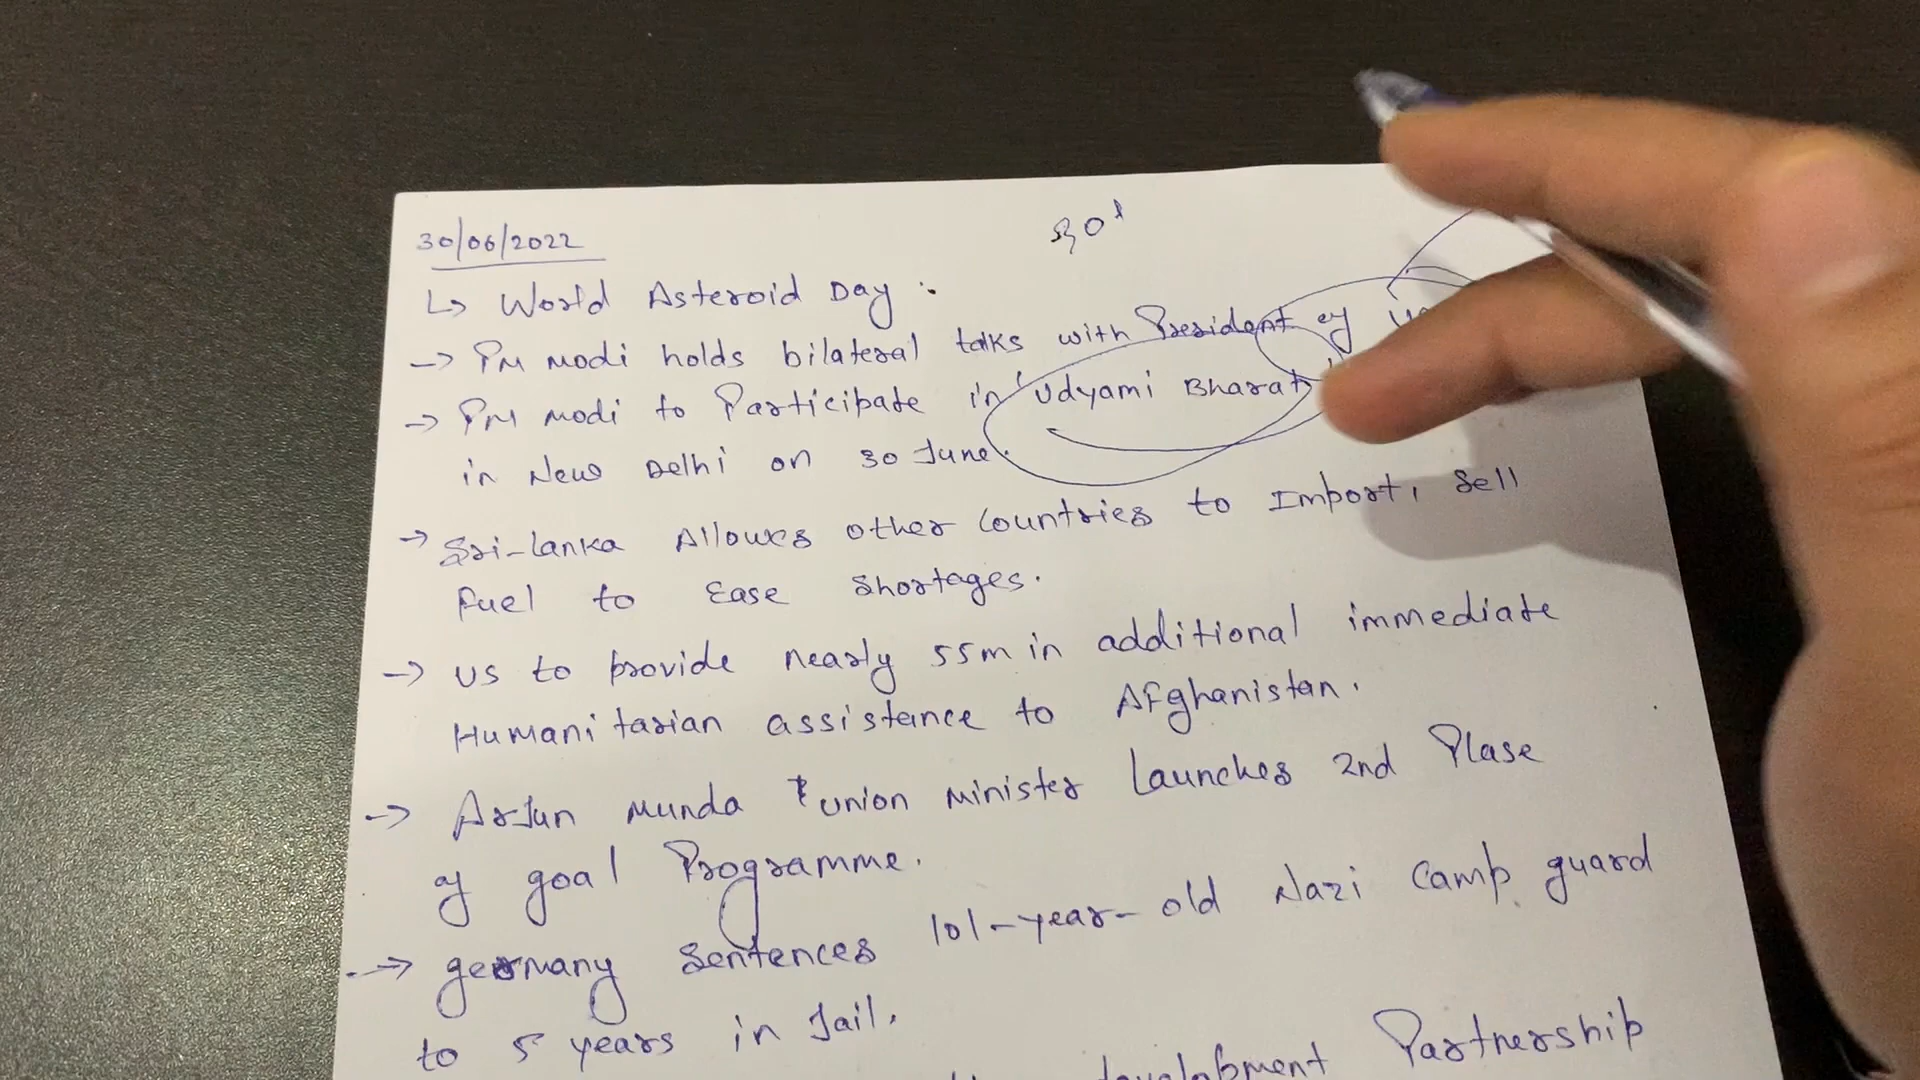 30/06/2022
↳ World Asteroid Day :
→ PM Modi holds bilateral talks with President of
→ PM Modi to Participate in 'Udyami Bharat'
in New Delhi on 30 June.
→ Sri-Lanka Allowes other Countries to Import, Sell
Fuel to Ease Shortages.
→ US to provide nearly 55m in additional immediate
Humanitarian assistance to Afghanistan.
→ Arjun Munda union minister Launches 2nd Plase
of goal Programme.
→ germany Sentences 101-year-old Nazi Camp guard
to 5 years in Jail.
development Partnership